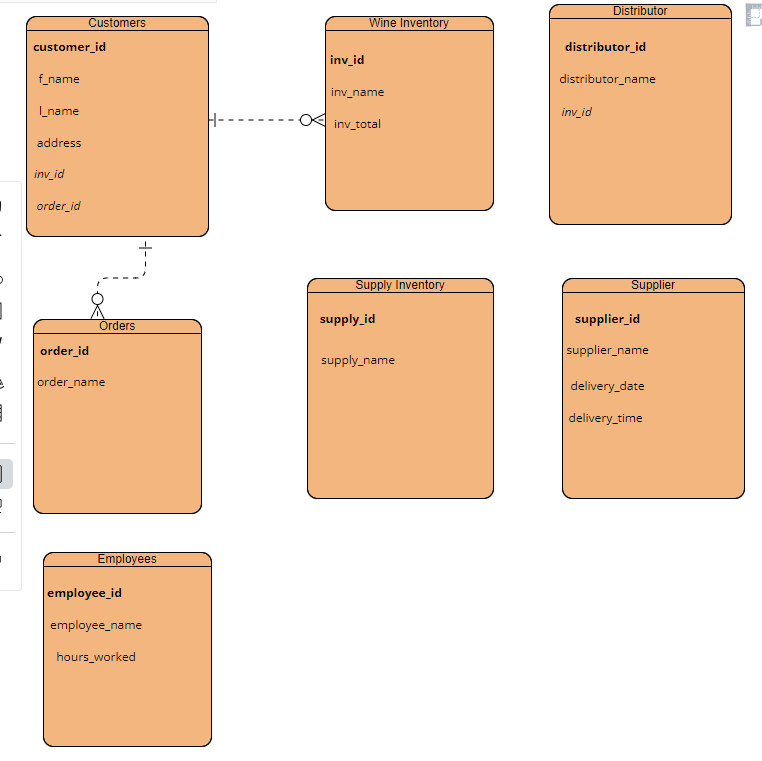 Customers
customer_id
f_name
l_name
address
inv_id
order_id
Wine Inventory
inv_id
inv_name
inv_total
Distributor
distributor_id
distributor_name
inv_id
Orders
order_id
order_name
Supply Inventory
supply_id
supply_name
Supplier
supplier_id
supplier_name
delivery_date
delivery_time
Employees
employee_id
employee_name
hours_worked